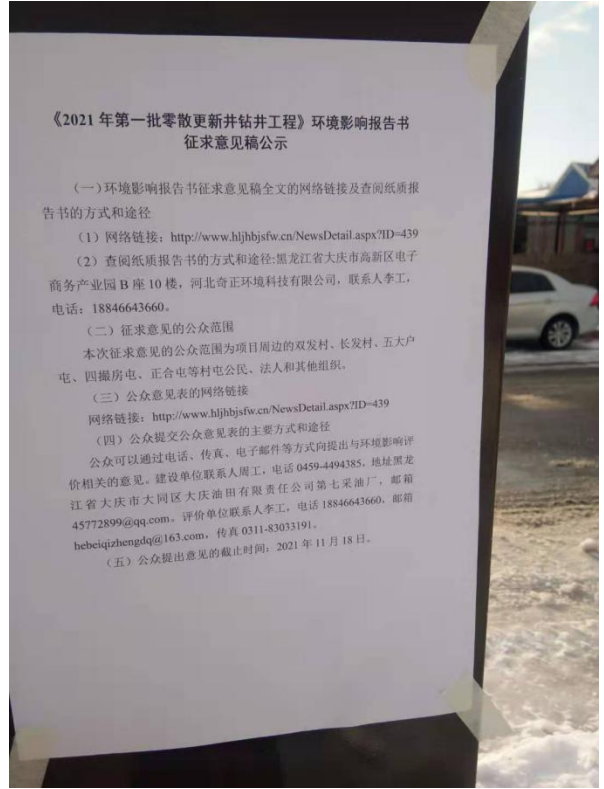 《2021 年第一批零散更新井钻井工程》环境影响报告书
征求意见稿公示
（一）环境影响报告书征求意见稿全文的网络链接及查阅纸质报
告书的方式和途径
（1）网络链接：http://www.hljhbjsfw.cn/NewsDetail.aspx?ID=439
（2）查阅纸质报告书的方式和途径:黑龙江省大庆市高新区电子
商务产业园 B 座 10 楼，河北奇正环境科技有限公司，联系人李工，
电话：18846643660。
（二）征求意见的公众范围
本次征求意见的公众范围为项目周边的双发村、长发村、五大户
屯、四撮房屯、正合屯等村屯公民、法人和其他组织。
（三）公众意见表的网络链接
网络链接：http://www.hljhbjsfw.cn/NewsDetail.aspx?ID=439
（四）公众提交公众意见表的主要方式和途径
公众可以通过电话、传真、电子邮件等方式向提出与环境影响评
价相关的意见。建设单位联系人周工，电话 0459-4494385，地址黑龙
江省大庆市大同区大庆油田有限责任公司第七采油厂，邮箱
45772899@qq.com。评价单位联系人李工，电话 18846643660，邮箱
hebeiqizhengdq@163.com，传真 0311-83033191。
（五）公众提出意见的截止时间：2021 年 11 月 18 日。